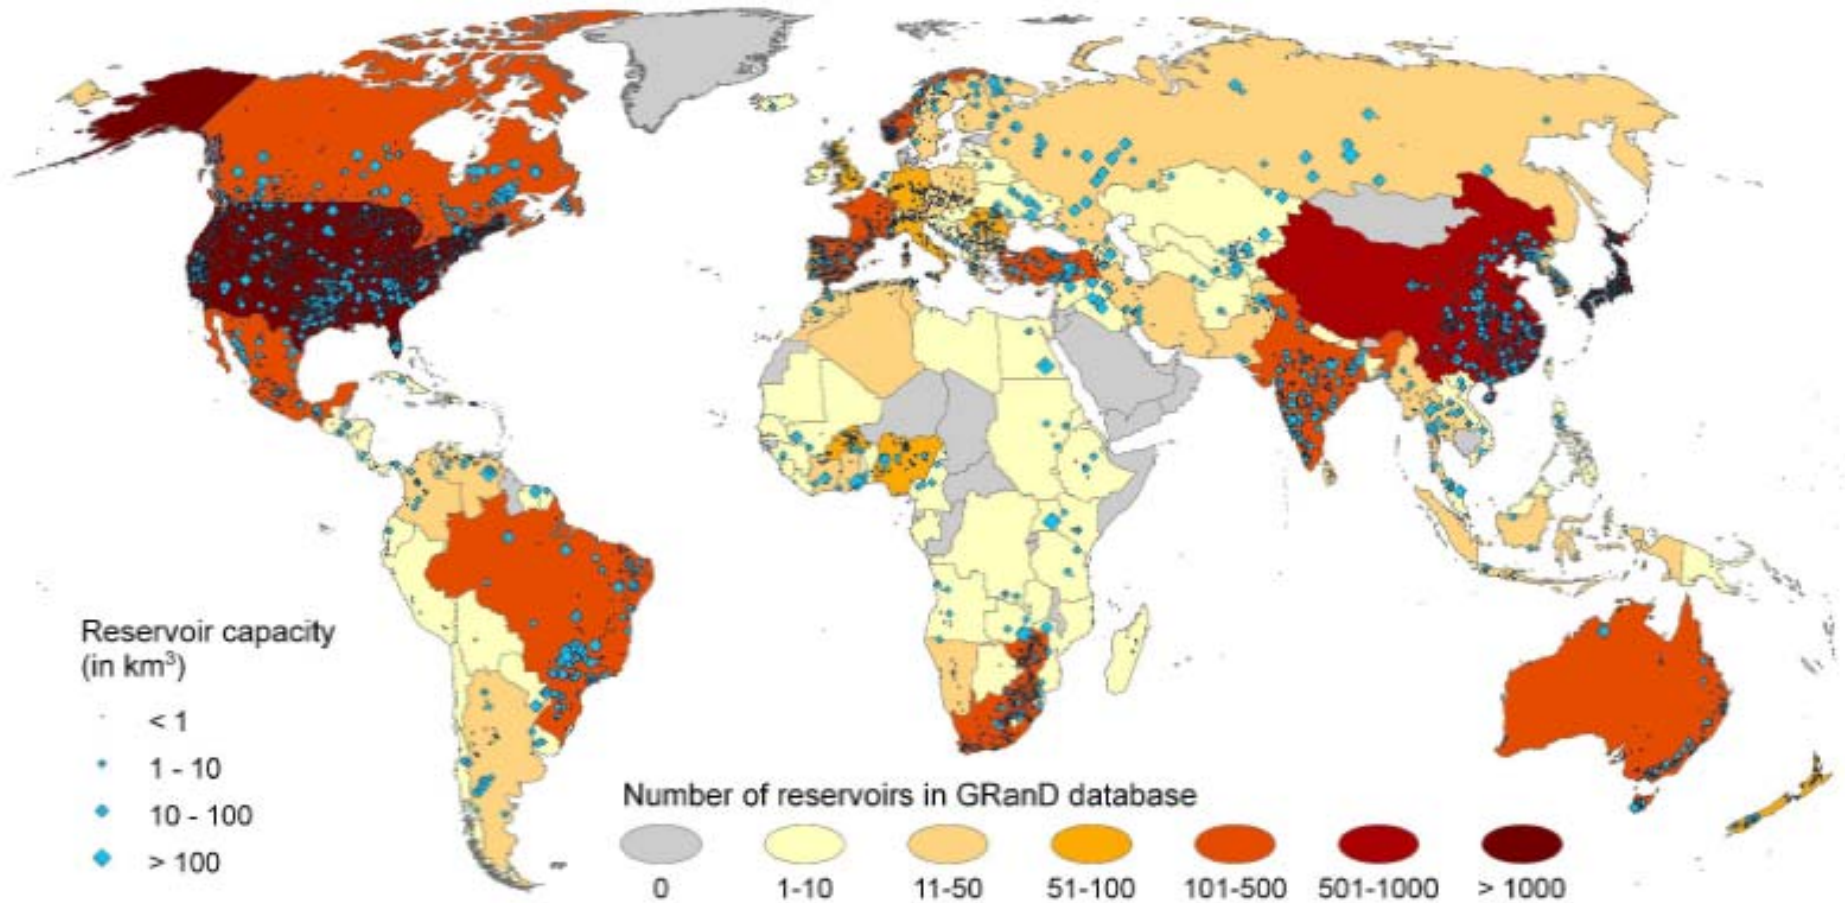 Reservoir capacity
(in km³)
< 1
1 - 10
10 - 100
> 100
Number of reservoirs in GRanD database
0 1-10 11-50 51-100 101-500 501-1000 > 1000